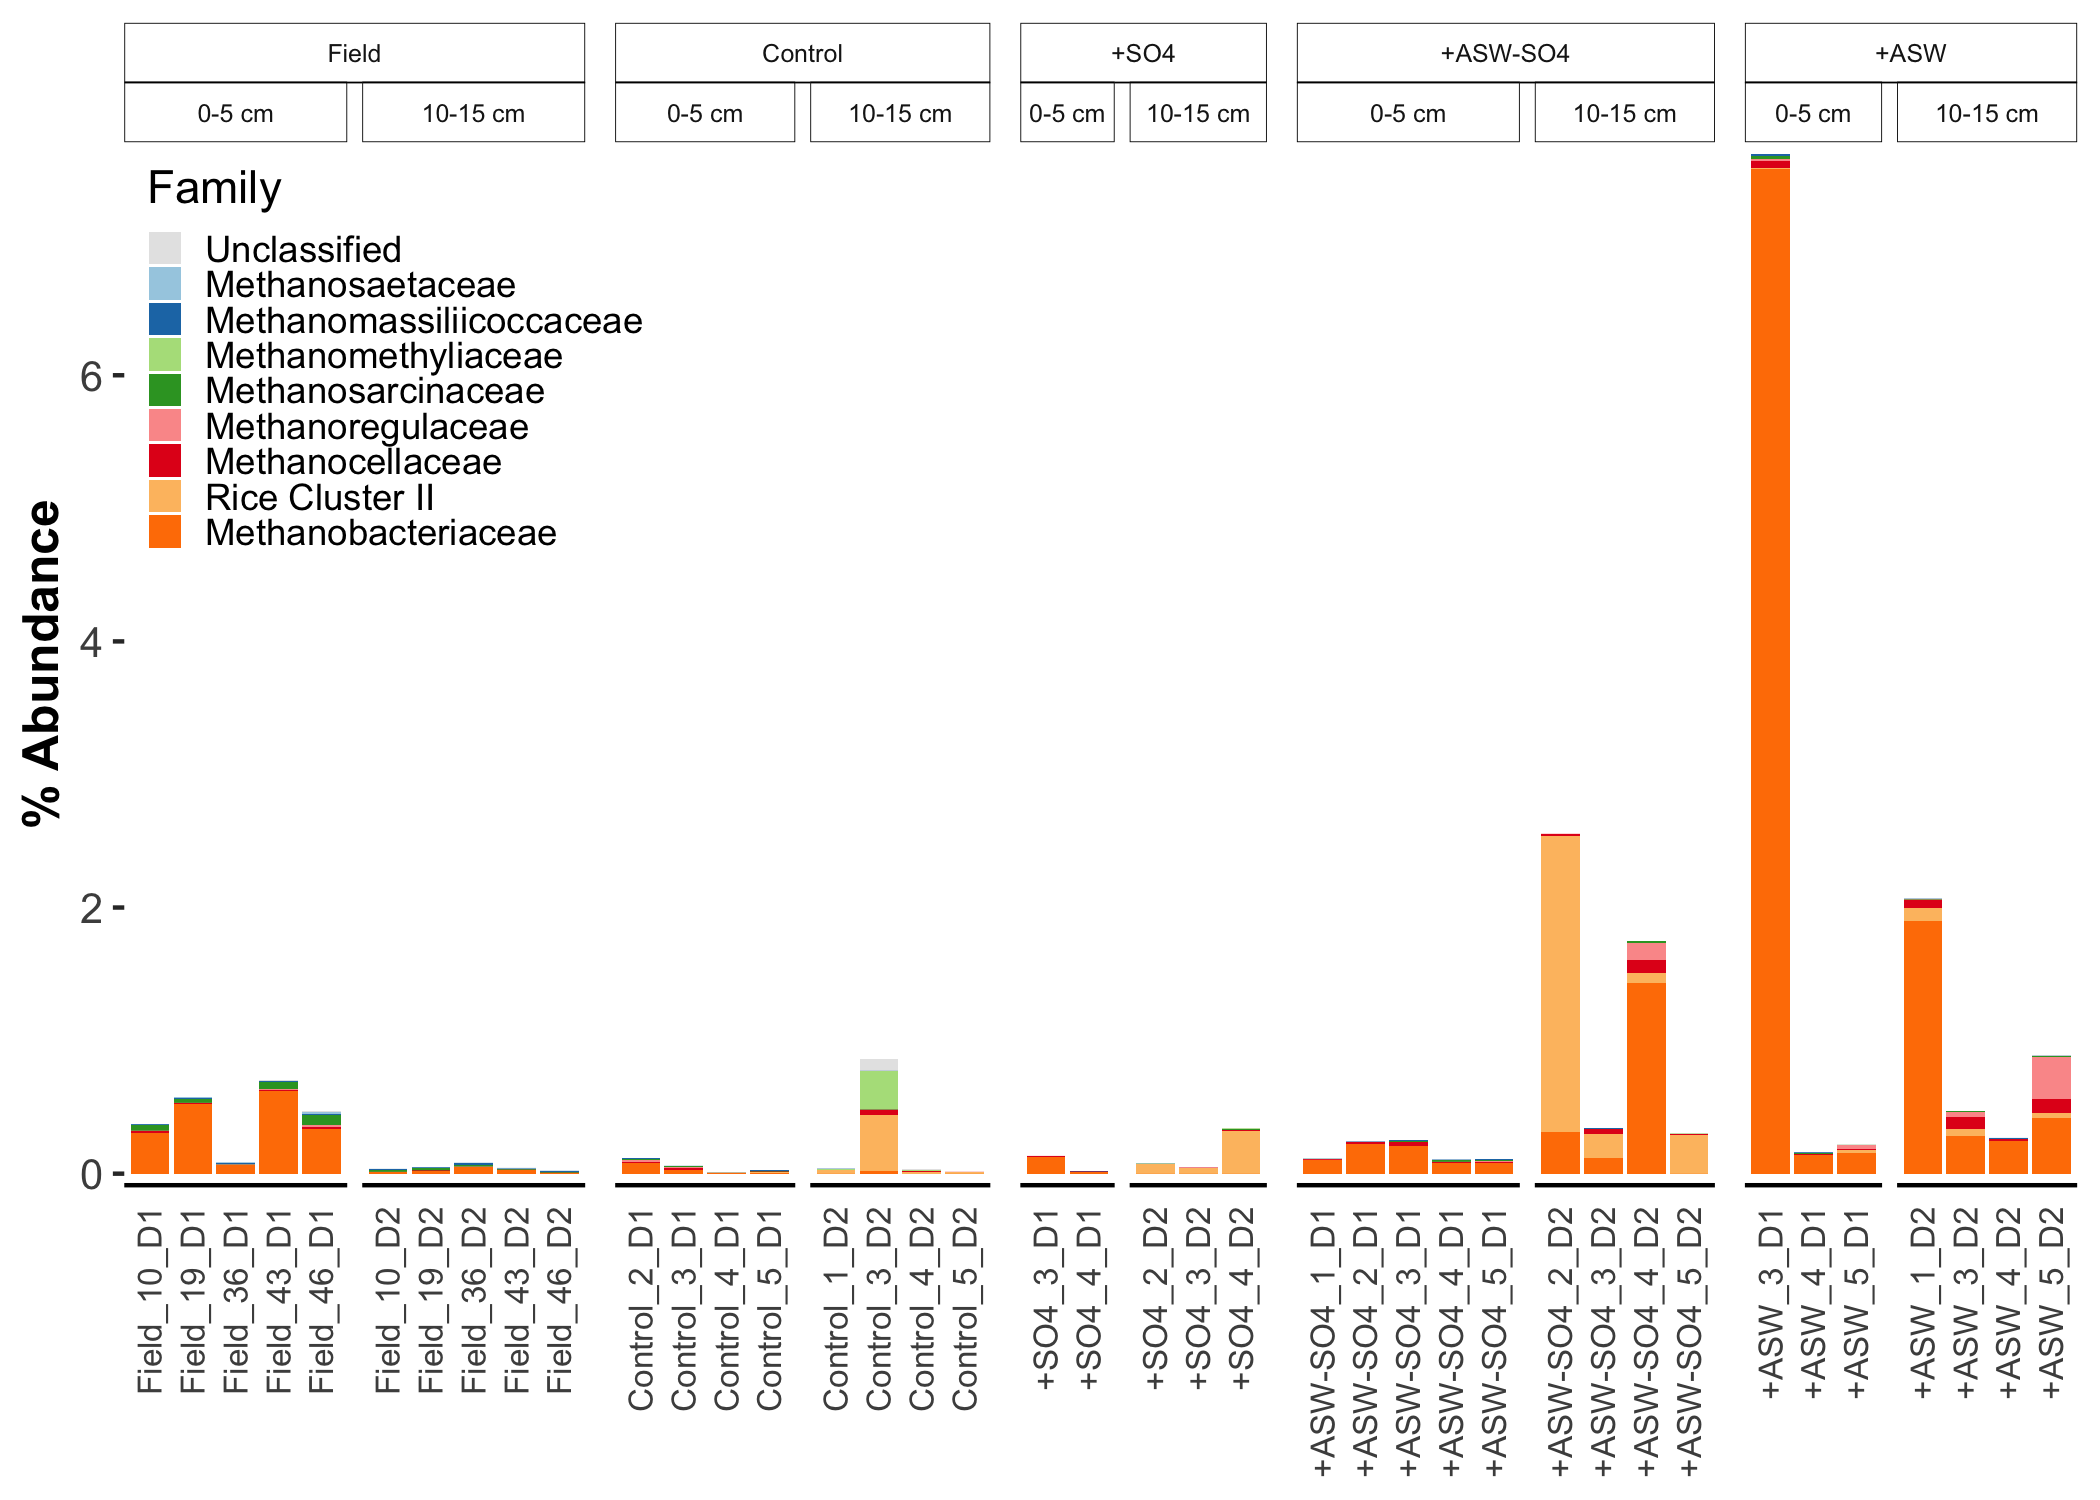 Field Control +SO4 +ASW-SO4 +ASW
0-5 cm 10-15 cm 0-5 cm 10-15 cm 0-5 cm 10-15 cm 0-5 cm 10-15 cm 0-5 cm 10-15 cm
Family
Unclassified
Methanosaetaceae
Methanomassiliicoccaceae
Methanomethyliaceae
Methanosarcinaceae
Methanoregulaceae
Methanocellaceae
Rice Cluster II
Methanobacteriaceae
% Abundance
6
4
2
0
Field_10_D1
Field_19_D1
Field_36_D1
Field_43_D1
Field_46_D1
Field_10_D2
Field_19_D2
Field_36_D2
Field_43_D2
Field_46_D2
Control_2_D1
Control_3_D1
Control_4_D1
Control_5_D1
Control_1_D2
Control_3_D2
Control_4_D2
Control_5_D2
+SO4_3_D1
+SO4_4_D1
+SO4_2_D2
+SO4_3_D2
+SO4_4_D2
+ASW-SO4_1_D1
+ASW-SO4_2_D1
+ASW-SO4_3_D1
+ASW-SO4_4_D1
+ASW-SO4_5_D1
+ASW-SO4_2_D2
+ASW-SO4_3_D2
+ASW-SO4_4_D2
+ASW-SO4_5_D2
+ASW_3_D1
+ASW_4_D1
+ASW_5_D1
+ASW_1_D2
+ASW_3_D2
+ASW_4_D2
+ASW_5_D2